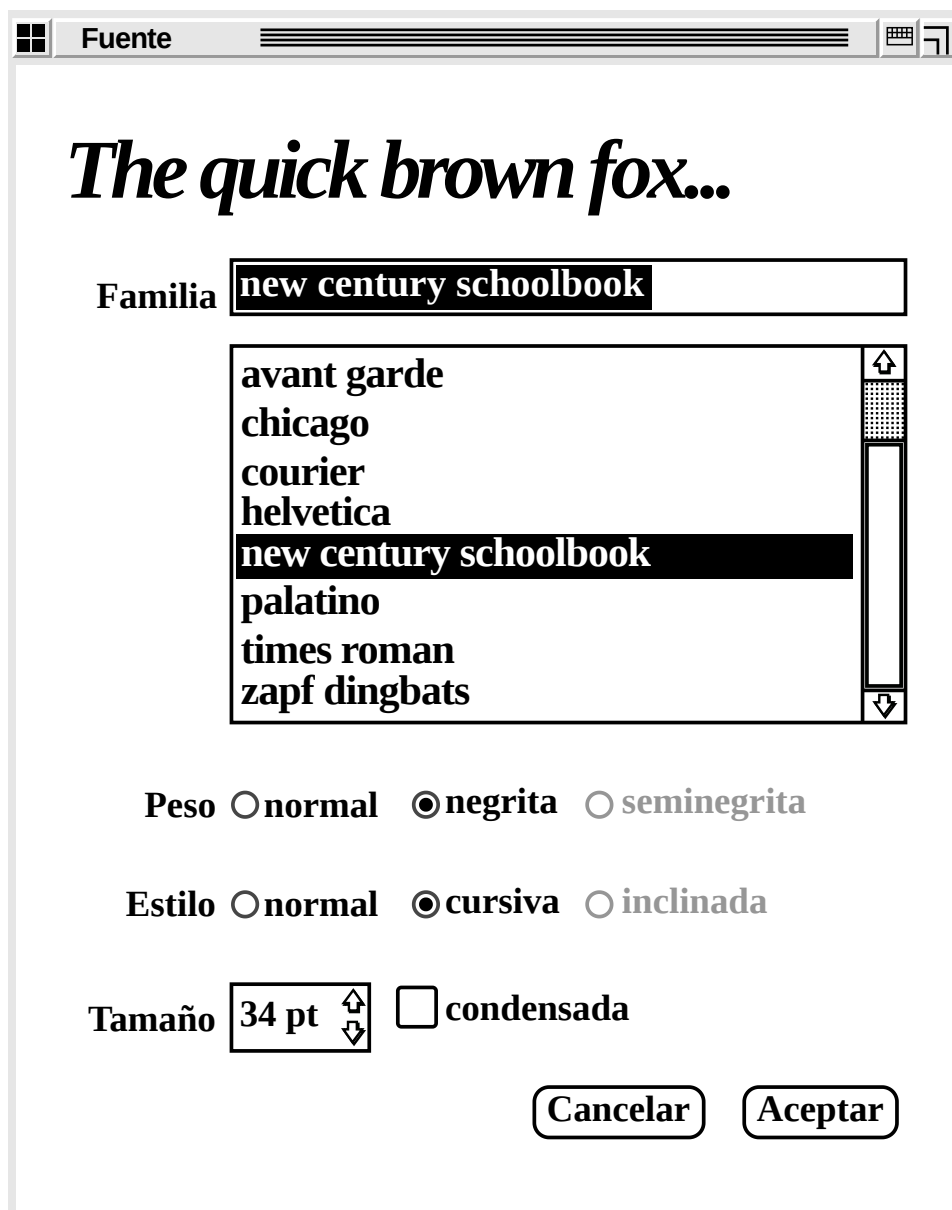 Fuente
The quick brown fox...
Familia new century schoolbook
avant garde
chicago
courier
helvetica
new century schoolbook
palatino
times roman
zapf dingbats
Peso normal negrita seminegrita
Estilo normal cursiva inclinada
Tamaño 34 pt condensada
Cancelar Aceptar